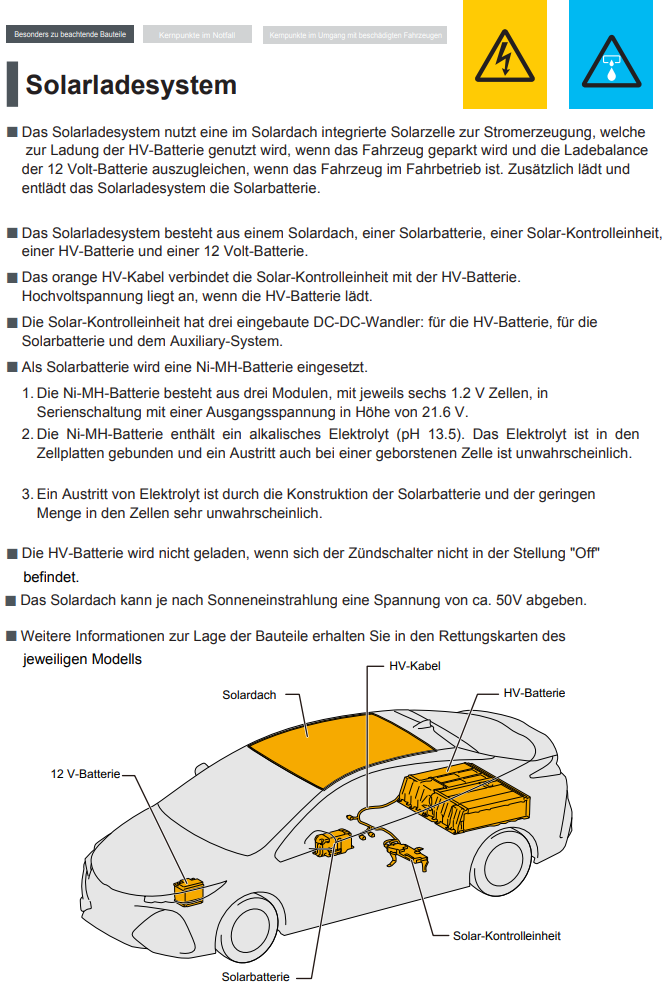 Besonders zu beachtende Bauteile
Kernpunkte im Notfall
Kernpunkte im Umgang mit beschädigten Fahrzeugen
Solarladesystem
■ Das Solarladesystem nutzt eine im Solardach integrierte Solarzelle zur Stromerzeugung, welche
zur Ladung der HV-Batterie genutzt wird, wenn das Fahrzeug geparkt wird und die Ladebalance
der 12 Volt-Batterie auszugleichen, wenn das Fahrzeug im Fahrbetrieb ist. Zusätzlich lädt und
entlädt das Solarladesystem die Solarbatterie.
■ Das Solarladesystem besteht aus einem Solardach, einer Solarbatterie, einer Solar-Kontrolleinheit,
einer HV-Batterie und einer 12 Volt-Batterie.
■ Das orange HV-Kabel verbindet die Solar-Kontrolleinheit mit der HV-Batterie.
Hochvoltspannung liegt an, wenn die HV-Batterie lädt.
■ Die Solar-Kontrolleinheit hat drei eingebaute DC-DC-Wandler: für die HV-Batterie, für die
Solarbatterie und dem Auxiliary-System.
■ Als Solarbatterie wird eine Ni-MH-Batterie eingesetzt.
1. Die Ni-MH-Batterie besteht aus drei Modulen, mit jeweils sechs 1.2 V Zellen, in
Serienschaltung mit einer Ausgangsspannung in Höhe von 21.6 V.
2. Die Ni-MH-Batterie enthält ein alkalisches Elektrolyt (pH 13.5). Das Elektrolyt ist in den
Zellplatten gebunden und ein Austritt auch bei einer geborstenen Zelle ist unwahrscheinlich.
3. Ein Austritt von Elektrolyt ist durch die Konstruktion der Solarbatterie und der geringen
Menge in den Zellen sehr unwahrscheinlich.
■ Die HV-Batterie wird nicht geladen, wenn sich der Zündschalter nicht in der Stellung "Off"
befindet.
■ Das Solardach kann je nach Sonneneinstrahlung eine Spannung von ca. 50V abgeben.
■ Weitere Informationen zur Lage der Bauteile erhalten Sie in den Rettungskarten des
jeweiligen Modells
HV-Kabel
Solardach
HV-Batterie
12 V-Batterie
Solar-Kontrolleinheit
Solarbatterie